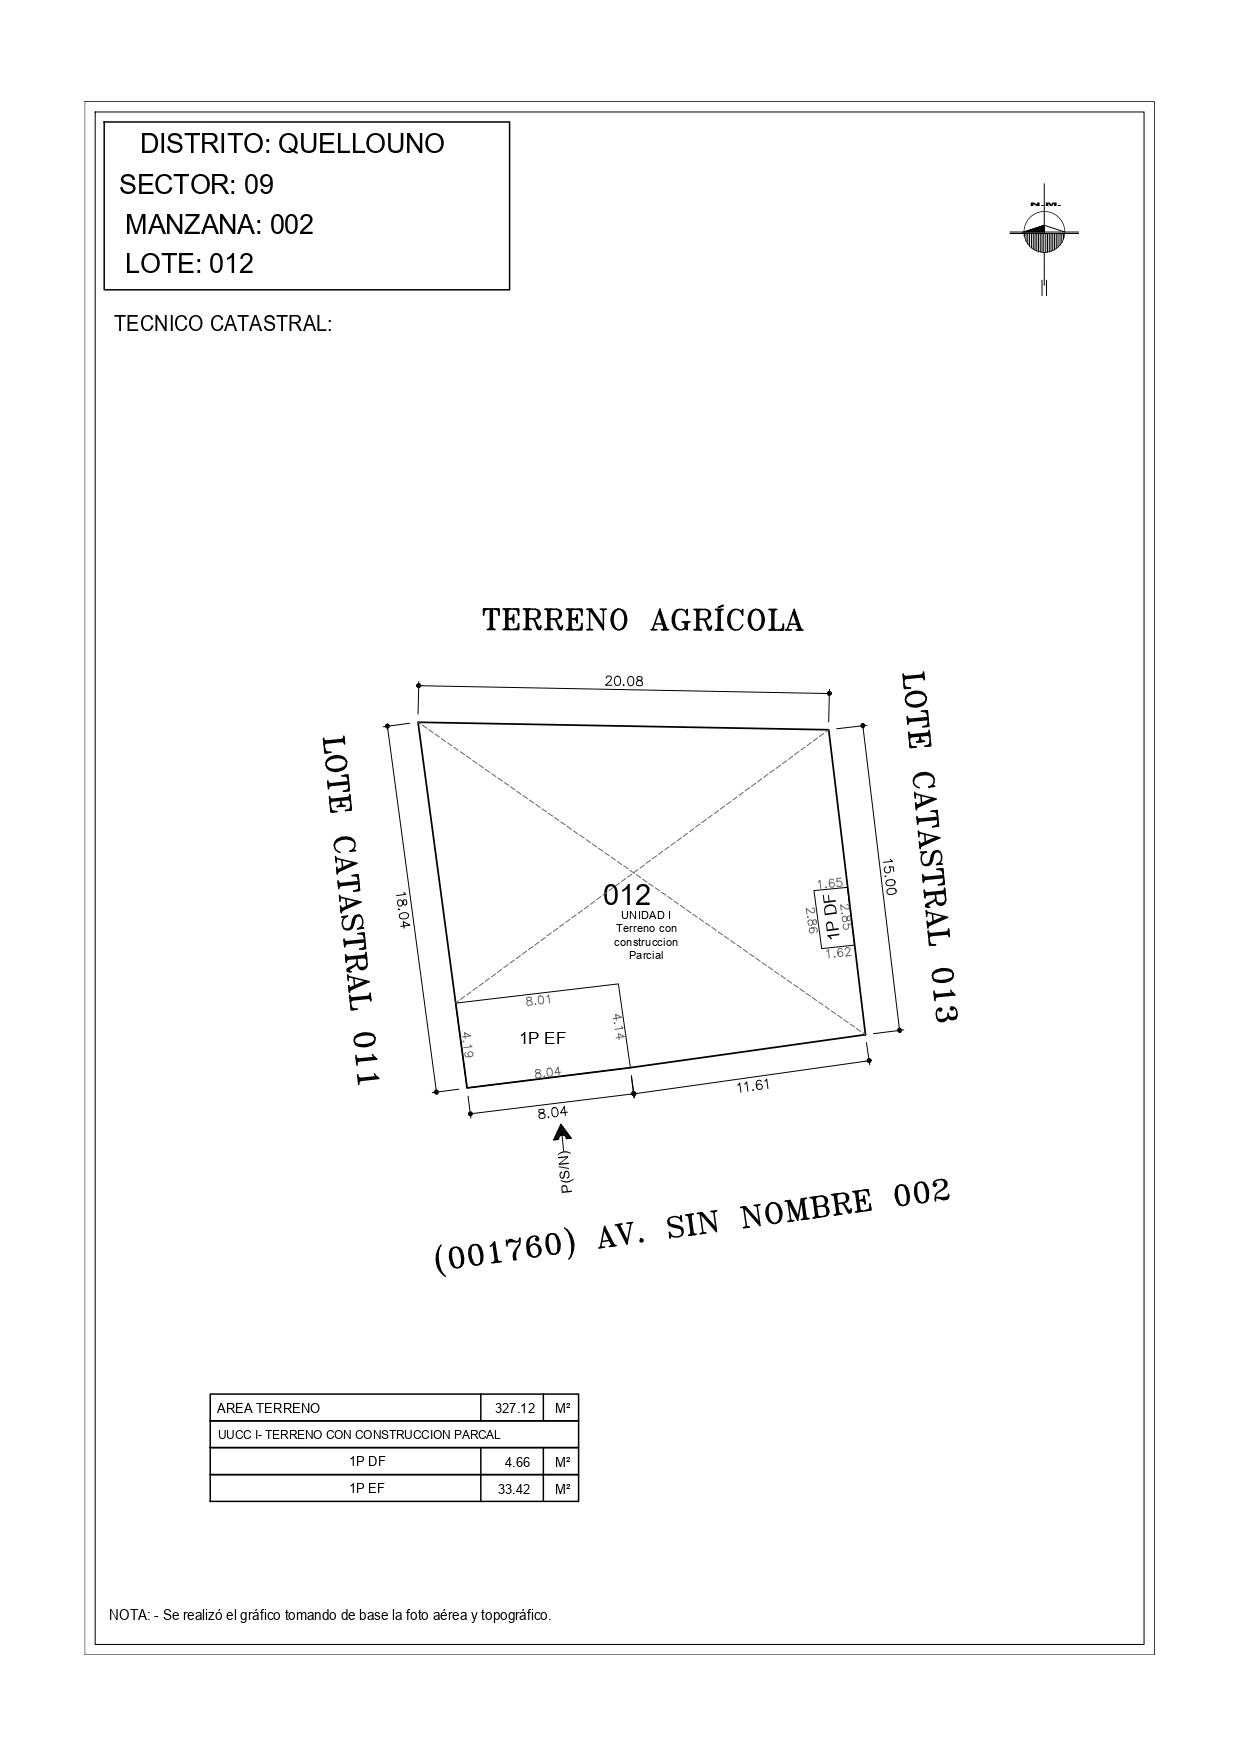 DISTRITO: QUELLOUNO
SECTOR: 09
MANZANA: 002
LOTE: 012
N.M.
TECNICO CATASTRAL:
TERRENO AGRÍCOLA
20.08
LOTE CATASTRAL 011
18.04
LOTE CATASTRAL 013
15.00
012
UNIDAD I
Terreno con
construccion
Parcial
1.65
2.86
1P DF
2.85
1.62
8.01
4.19
1P EF
4.14
8.04
8.04
11.61
P(S/N)
(001760) AV. SIN NOMBRE 002
AREA TERRENO 327.12 M²
UUCC I- TERRENO CON CONSTRUCCION PARCAL
1P DF 4.66 M²
1P EF 33.42 M²
NOTA: - Se realizó el gráfico tomando de base la foto aérea y topográfico.